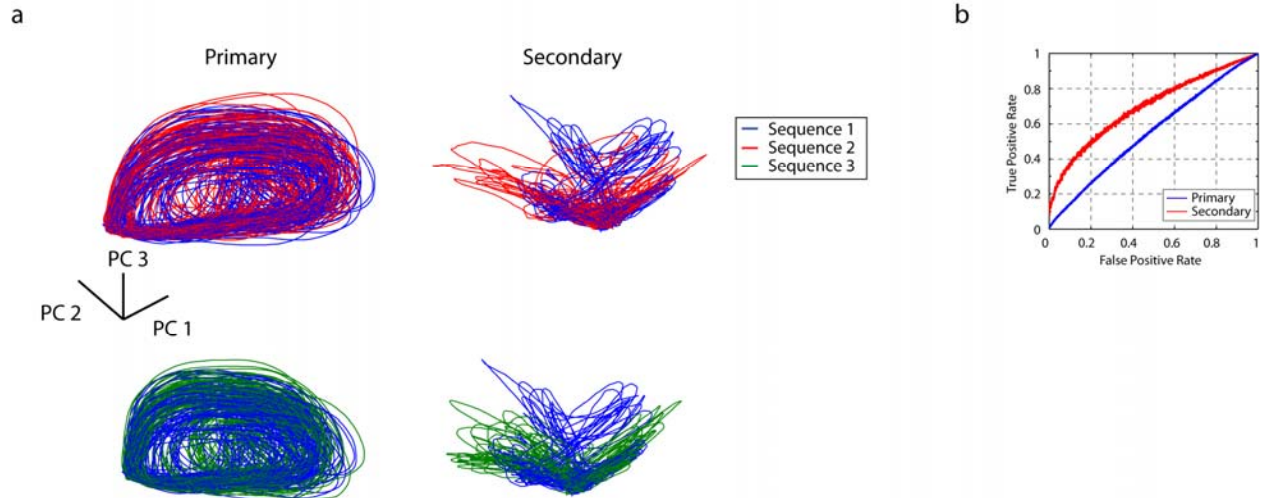 a
Primary
Secondary
Sequence 1
Sequence 2
Sequence 3
PC 3
PC 2
PC 1
b
True Positive Rate
1
0.8
0.6
0.4
0.2
0
0 0.2 0.4 0.6 0.8 1
False Positive Rate
Primary
Secondary